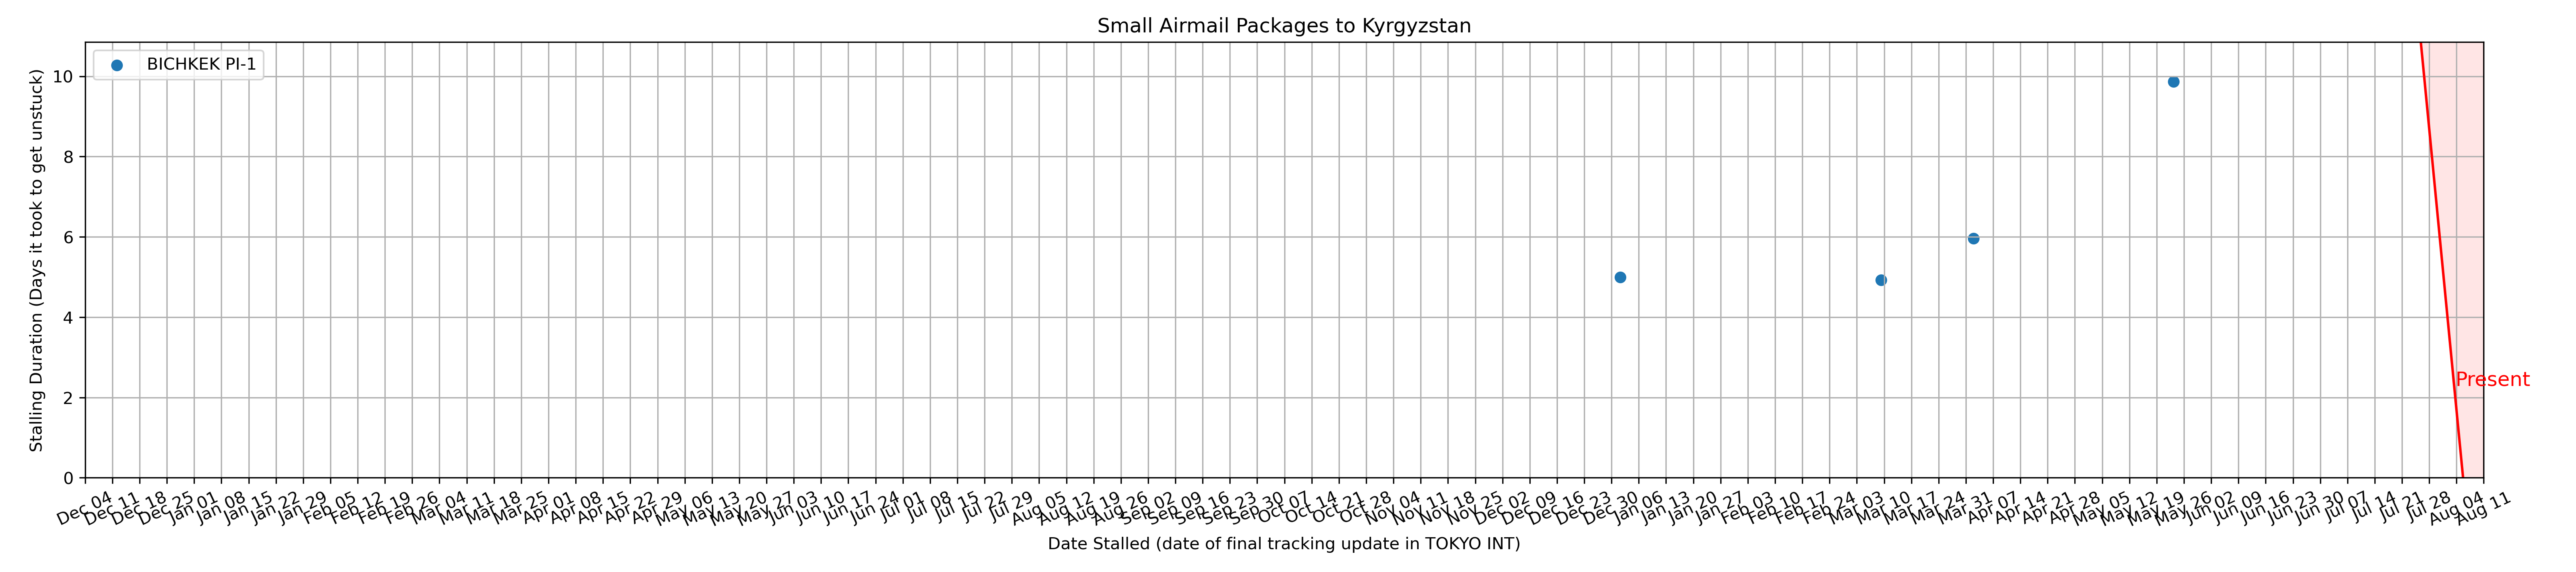 Small Airmail Packages to Kyrgyzstan
BICHKEK PI-1
Stalling Duration (Days it took to get unstuck)
10
8
6
4
2
0
Present
Dec 04
Dec 11
Dec 18
Dec 25
Jan 01
Jan 08
Jan 15
Jan 22
Jan 29
Feb 05
Feb 12
Feb 19
Feb 26
Mar 04
Mar 11
Mar 18
Mar 25
Apr 01
Apr 08
Apr 15
Apr 22
Apr 29
May 06
May 13
May 20
May 27
Jun 03
Jun 10
Jun 17
Jun 24
Jul 01
Jul 08
Jul 15
Jul 22
Jul 29
Aug 05
Aug 12
Aug 19
Aug 26
Sep 02
Sep 09
Sep 16
Sep 23
Sep 30
Oct 07
Oct 14
Oct 21
Oct 28
Nov 04
Nov 11
Nov 18
Nov 25
Dec 02
Dec 09
Dec 16
Dec 23
Dec 30
Jan 06
Jan 13
Jan 20
Jan 27
Feb 03
Feb 10
Feb 17
Feb 24
Mar 03
Mar 10
Mar 17
Mar 24
Mar 31
Apr 07
Apr 14
Apr 21
Apr 28
May 05
May 12
May 19
May 26
Jun 02
Jun 09
Jun 16
Jun 23
Jun 30
Jul 07
Jul 14
Jul 21
Jul 28
Aug 04
Aug 11
Date Stalled (date of final tracking update in TOKYO INT)